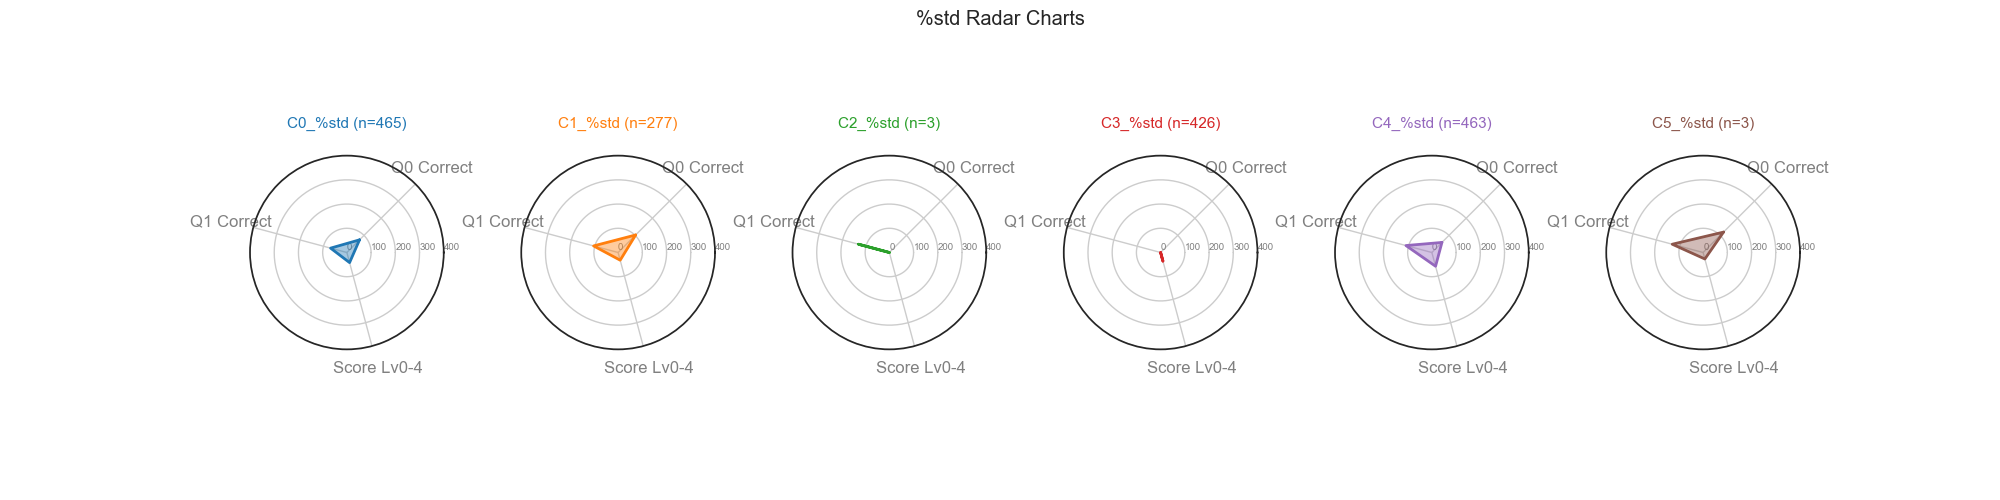 %std Radar Charts
C0_%std (n=465)
Q0 Correct
Q1 Correct
0 100 200 300 400
Score Lv0-4
C1_%std (n=277)
Q0 Correct
Q1 Correct
0 100 200 300 400
Score Lv0-4
C2_%std (n=3)
Q0 Correct
Q1 Correct
0 100 200 300 400
Score Lv0-4
C3_%std (n=426)
Q0 Correct
Q1 Correct
0 100 200 300 400
Score Lv0-4
C4_%std (n=463)
Q0 Correct
Q1 Correct
0 100 200 300 400
Score Lv0-4
C5_%std (n=3)
Q0 Correct
Q1 Correct
0 100 200 300 400
Score Lv0-4